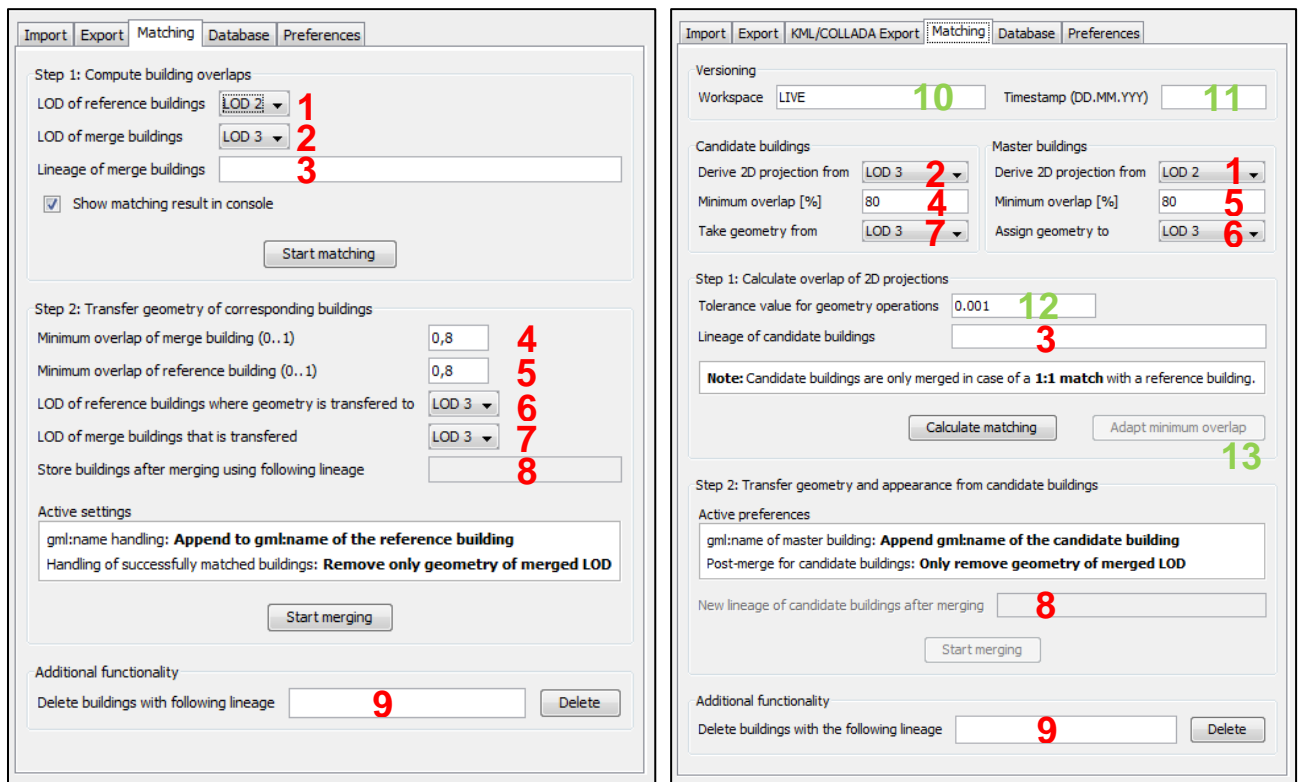 Import Export Matching Database Preferences
Step 1: Compute building overlaps
LOD of reference buildings LOD 2 1
LOD of merge buildings LOD 3 2
Lineage of merge buildings 3
Show matching result in console
Start matching
Step 2: Transfer geometry of corresponding buildings
Minimum overlap of merge building (0..1) 0,8 4
Minimum overlap of reference building (0..1) 0,8 5
LOD of reference buildings where geometry is transfered to LOD 3 6
LOD of merge buildings that is transfered LOD 3 7
Store buildings after merging using following lineage 8
Active settings
gml:name handling: Append to gml:name of the reference building
Handling of successfully matched buildings: Remove only geometry of merged LOD
Start merging
Additional functionality
Delete buildings with following lineage 9 Delete
Import Export KML/COLLADA Export Matching Database Preferences
Versioning
Workspace LIVE 10 Timestamp (DD.MM.YYY) 11
Candidate buildings
Derive 2D projection from LOD 3 2
Minimum overlap [%] 80 4
Take geometry from LOD 3 7
Master buildings
Derive 2D projection from LOD 2 1
Minimum overlap [%] 80 5
Assign geometry to LOD 3 6
Step 1: Calculate overlap of 2D projections
Tolerance value for geometry operations 0.001 12
Lineage of candidate buildings 3
Note: Candidate buildings are only merged in case of a 1:1 match with a reference building.
Calculate matching Adapt minimum overlap
13
Step 2: Transfer geometry and appearance from candidate buildings
Active preferences
gml:name of master building: Append gml:name of the candidate building
Post-merge for candidate buildings: Only remove geometry of merged LOD
New lineage of candidate buildings after merging 8
Start merging
Additional functionality
Delete buildings with the following lineage 9 Delete